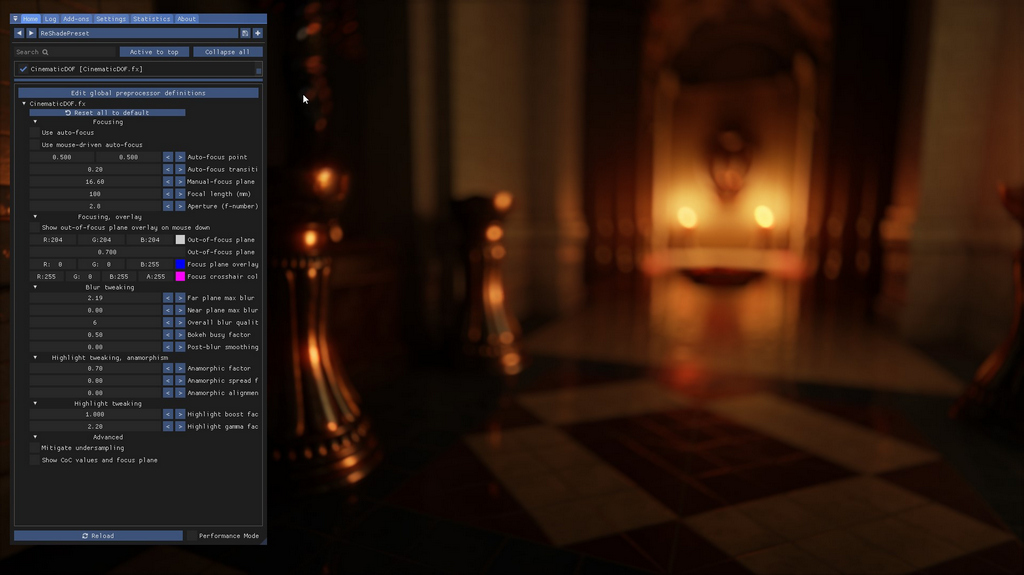 Home Log Add-ons Settings Statistics About
ReShadePreset
Search Active to top Collapse all
CinematicDOF [CinematicDOF.fx]
Edit global preprocessor definitions
CinematicDOF.fx
Reset all to default
Focusing
Use auto-focus
Use mouse-driven auto-focus
0.500 0.500 < > Auto-focus point
0.20 < > Auto-focus transiti
16.60 < > Manual-focus plane
100 < > Focal length (mm)
2.8 < > Aperture (f-number)
Focusing, overlay
Show out-of-focus plane overlay on mouse down
R:204 G:204 B:204 Out-of-focus plane
0.700 Out-of-focus plane
R: 0 G: 0 B:255 Focus plane overlay
R:255 G: 0 B:255 A:255 Focus crosshair col
Blur tweaking
2.19 < > Far plane max blur
0.00 < > Near plane max blur
6 < > Overall blur qualit
0.50 < > Bokeh busy factor
0.00 < > Post-blur smoothing
Highlight tweaking, anamorphism
0.70 < > Anamorphic factor
0.00 < > Anamorphic spread f
0.00 < > Anamorphic alignmen
Highlight tweaking
1.000 < > Highlight boost fac
2.20 < > Highlight gamma fac
Advanced
Mitigate undersampling
Show CoC values and focus plane
Reload Performance Mode